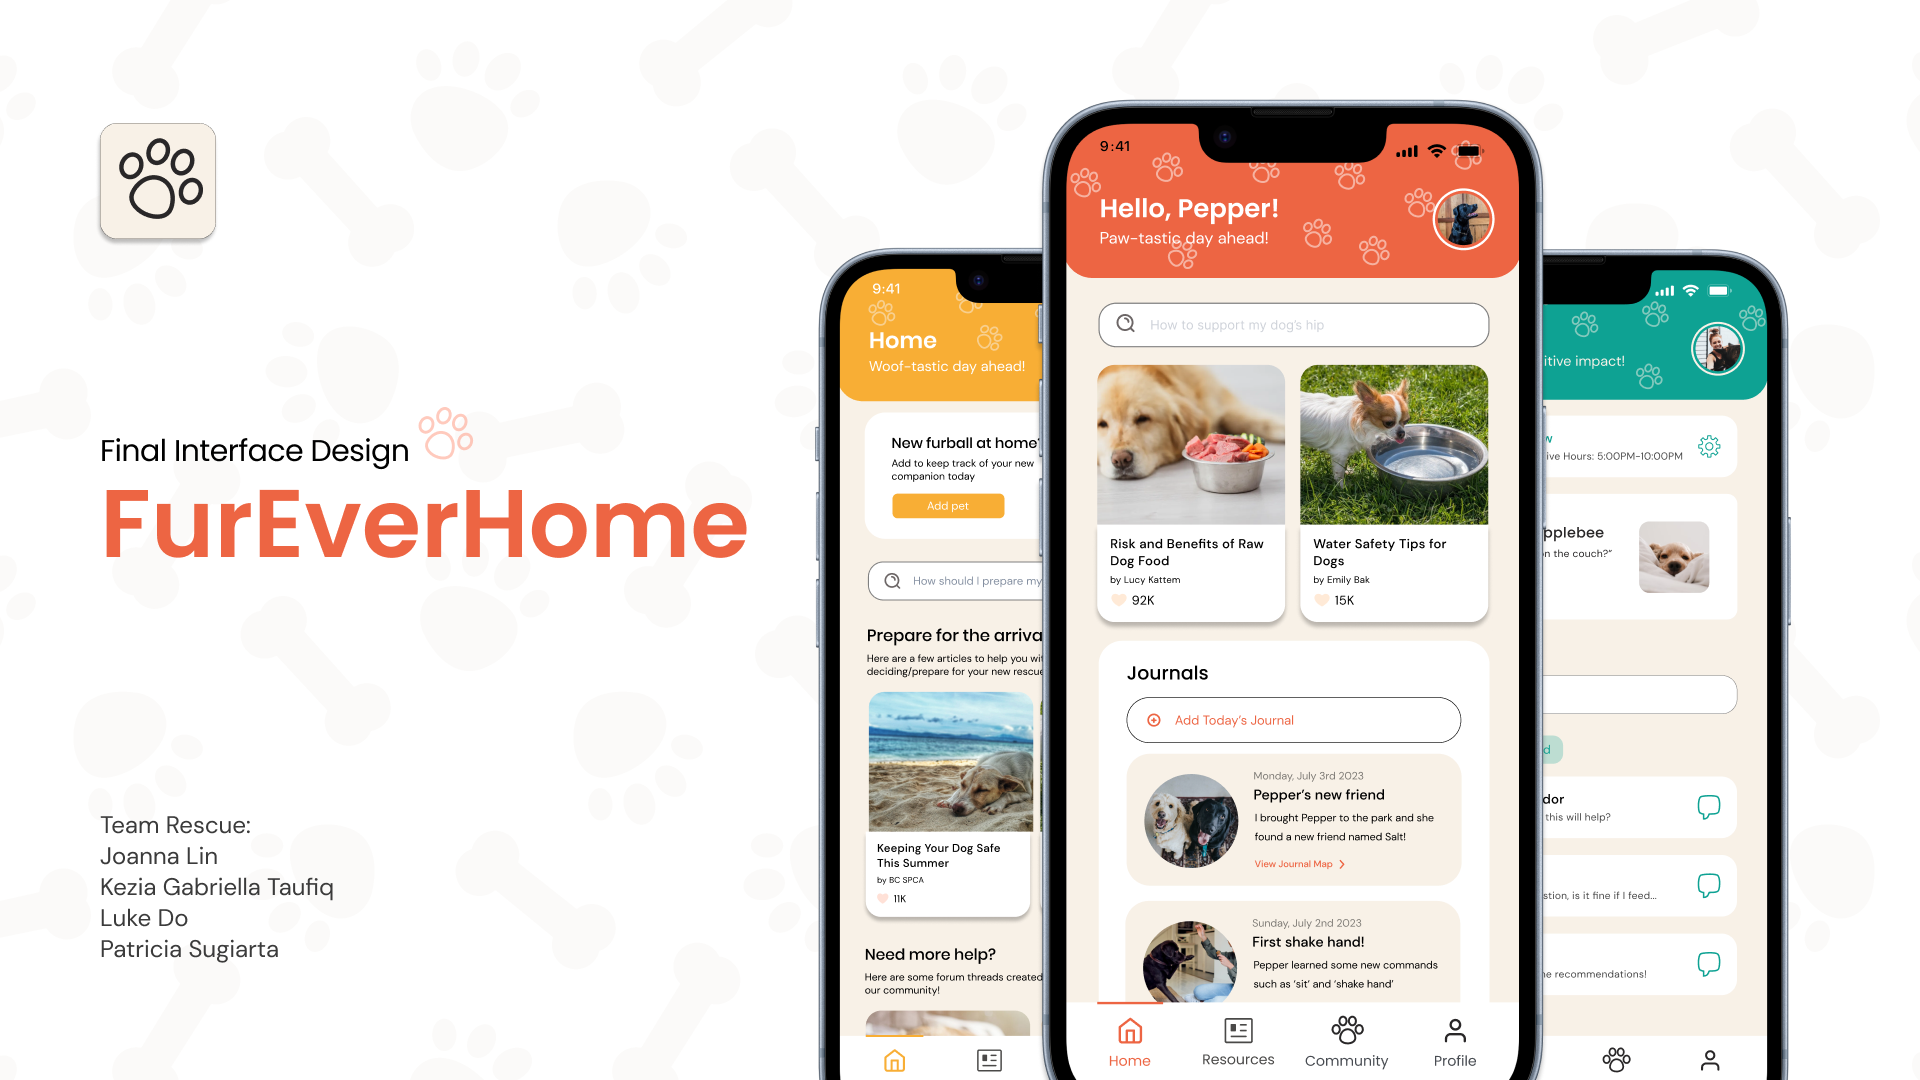 Final Interface Design
FurEverHome
Team Rescue:
Joanna Lin
Kezia Gabriella Taufiq
Luke Do
Patricia Sugiarta
9:41
Home
Woof-tastic day ahead!
New furball at home?
Add to keep track of your new
companion today
Add pet
How should I prepare my
Prepare for the arriva
Here are a few articles to help you wi
deciding/prepare for your new rescue
Keeping Your Dog Safe
This Summer
by BC SPCA
11K
Need more help?
Here are some forum threads created
our community!
9:41
Hello, Pepper!
Paw-tastic day ahead!
How to support my dog's hip
Risk and Benefits of Raw
Dog Food
by Lucy Kattem
92K
Water Safety Tips for
Dogs
by Emily Bak
15K
Journals
Add Today's Journal
Monday, July 3rd 2023
Pepper's new friend
I brought Pepper to the park and she
found a new friend named Salt!
View Journal Map
Sunday, July 2nd 2023
First shake hand!
Pepper learned some new commands
such as 'sit' and 'shake hand'
Home
Resources
Community
Profile
itive impact!
w
ive Hours: 5:00PM-10:00PM
pplebee
on the couch?"
d
dor
this will help?
stion, is it fine if I feed...
ne recommendations!